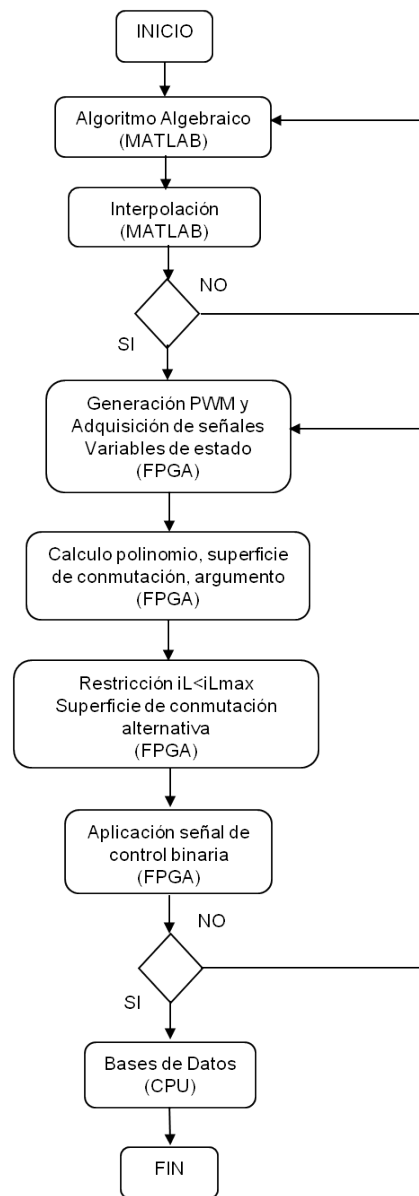 INICIO
Algoritmo Algebraico
(MATLAB)
Interpolación
(MATLAB)
NO
SI
Generación PWM y
Adquisición de señales
Variables de estado
(FPGA)
Calculo polinomio, superficie
de conmutación, argumento
(FPGA)
Restricción iL<iLmax
Superficie de conmutación
alternativa
(FPGA)
Aplicación señal de
control binaria
(FPGA)
NO
SI
Bases de Datos
(CPU)
FIN